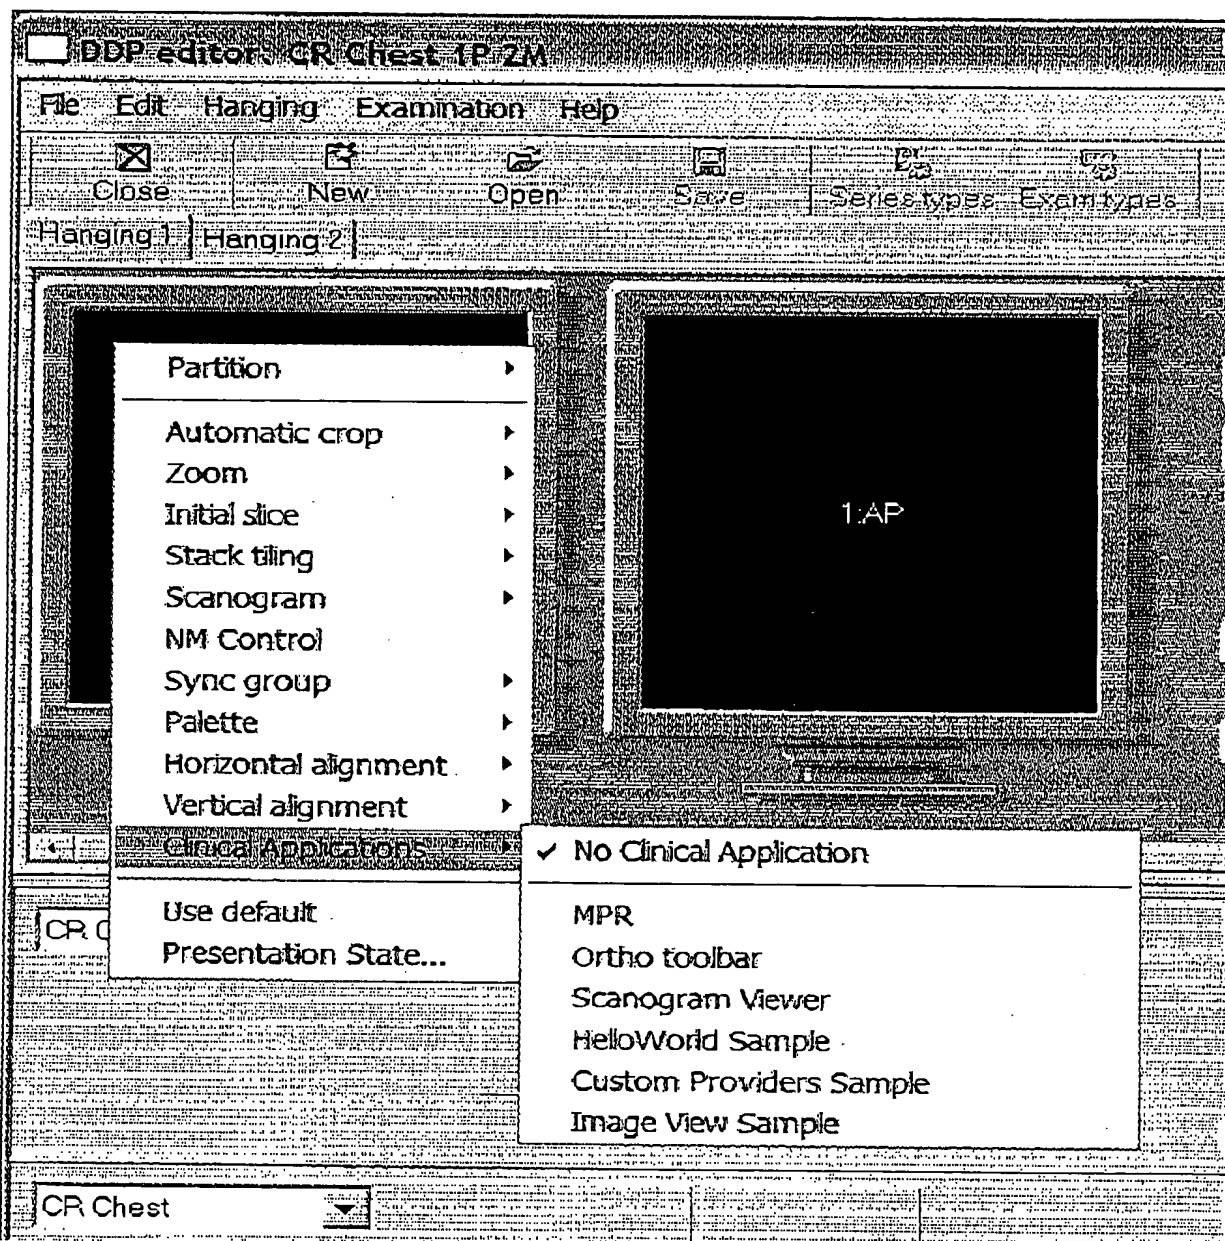 DDP editor: CR Chest 1P 2M
File Edit Hanging Examination Help
Close New Open Save Series types Exam types
Hanging 1 Hanging 2
Partition
Automatic crop
Zoom
Initial slice
1:AP
Stack tiling
Scanogram
NM Control
Sync group
Palette
Horizontal alignment
Vertical alignment
Clinical Applications
✓ No Clinical Application
Use default
Presentation State...
MPR
Ortho toolbar
Scanogram Viewer
HelloWorld Sample
Custom Providers Sample
Image View Sample
CR
CR Chest